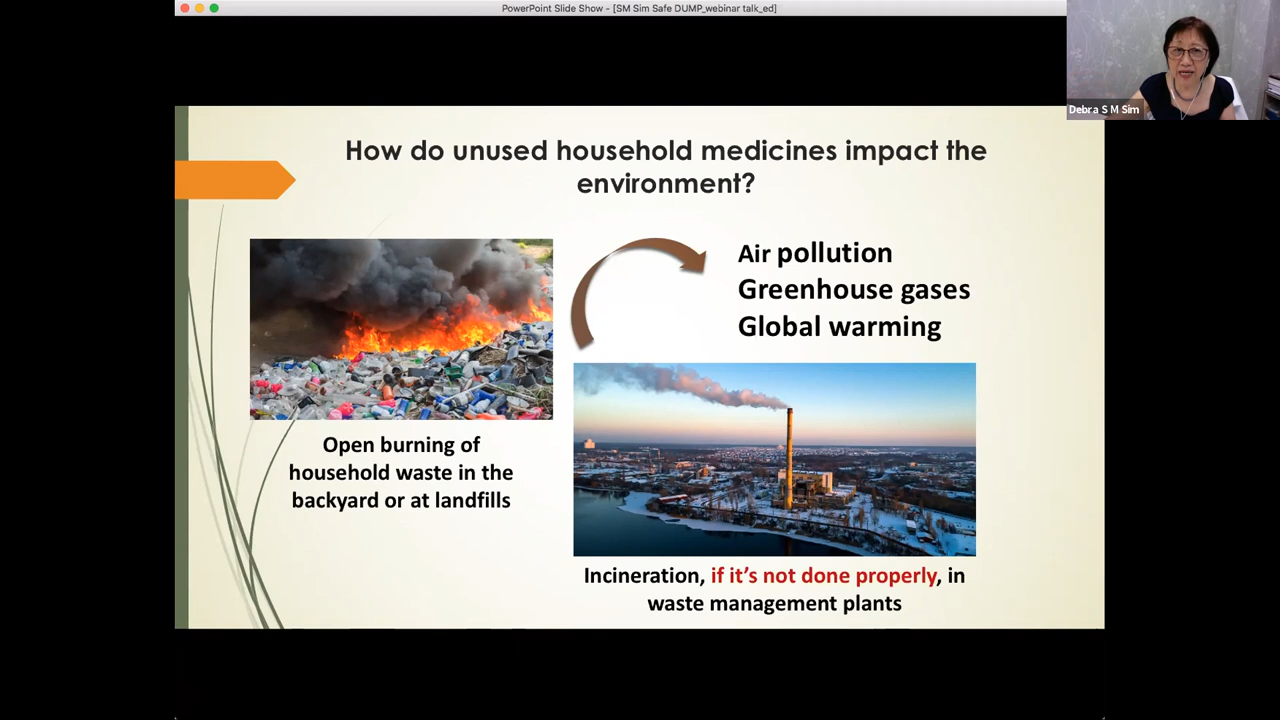 PowerPoint Slide Show - [SM Sim Safe DUMP_webinar talk_ed]
Debra S M Sim
How do unused household medicines impact the
environment?
Air pollution
Greenhouse gases
Global warming
Open burning of
household waste in the
backyard or at landfills
Incineration, if it's not done properly, in
waste management plants